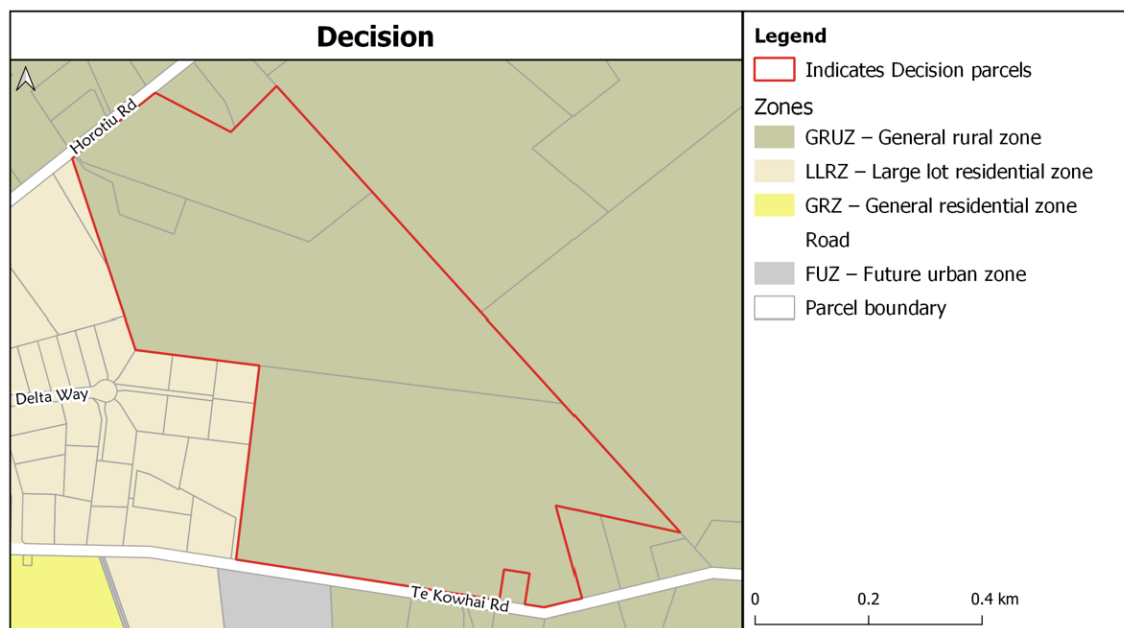 Decision
Horotiu Rd
Delta Way
Te Kowhai Rd
Legend
Indicates Decision parcels
Zones
GRUZ – General rural zone
LLRZ – Large lot residential zone
GRZ – General residential zone
Road
FUZ – Future urban zone
Parcel boundary
0 0.2 0.4 km